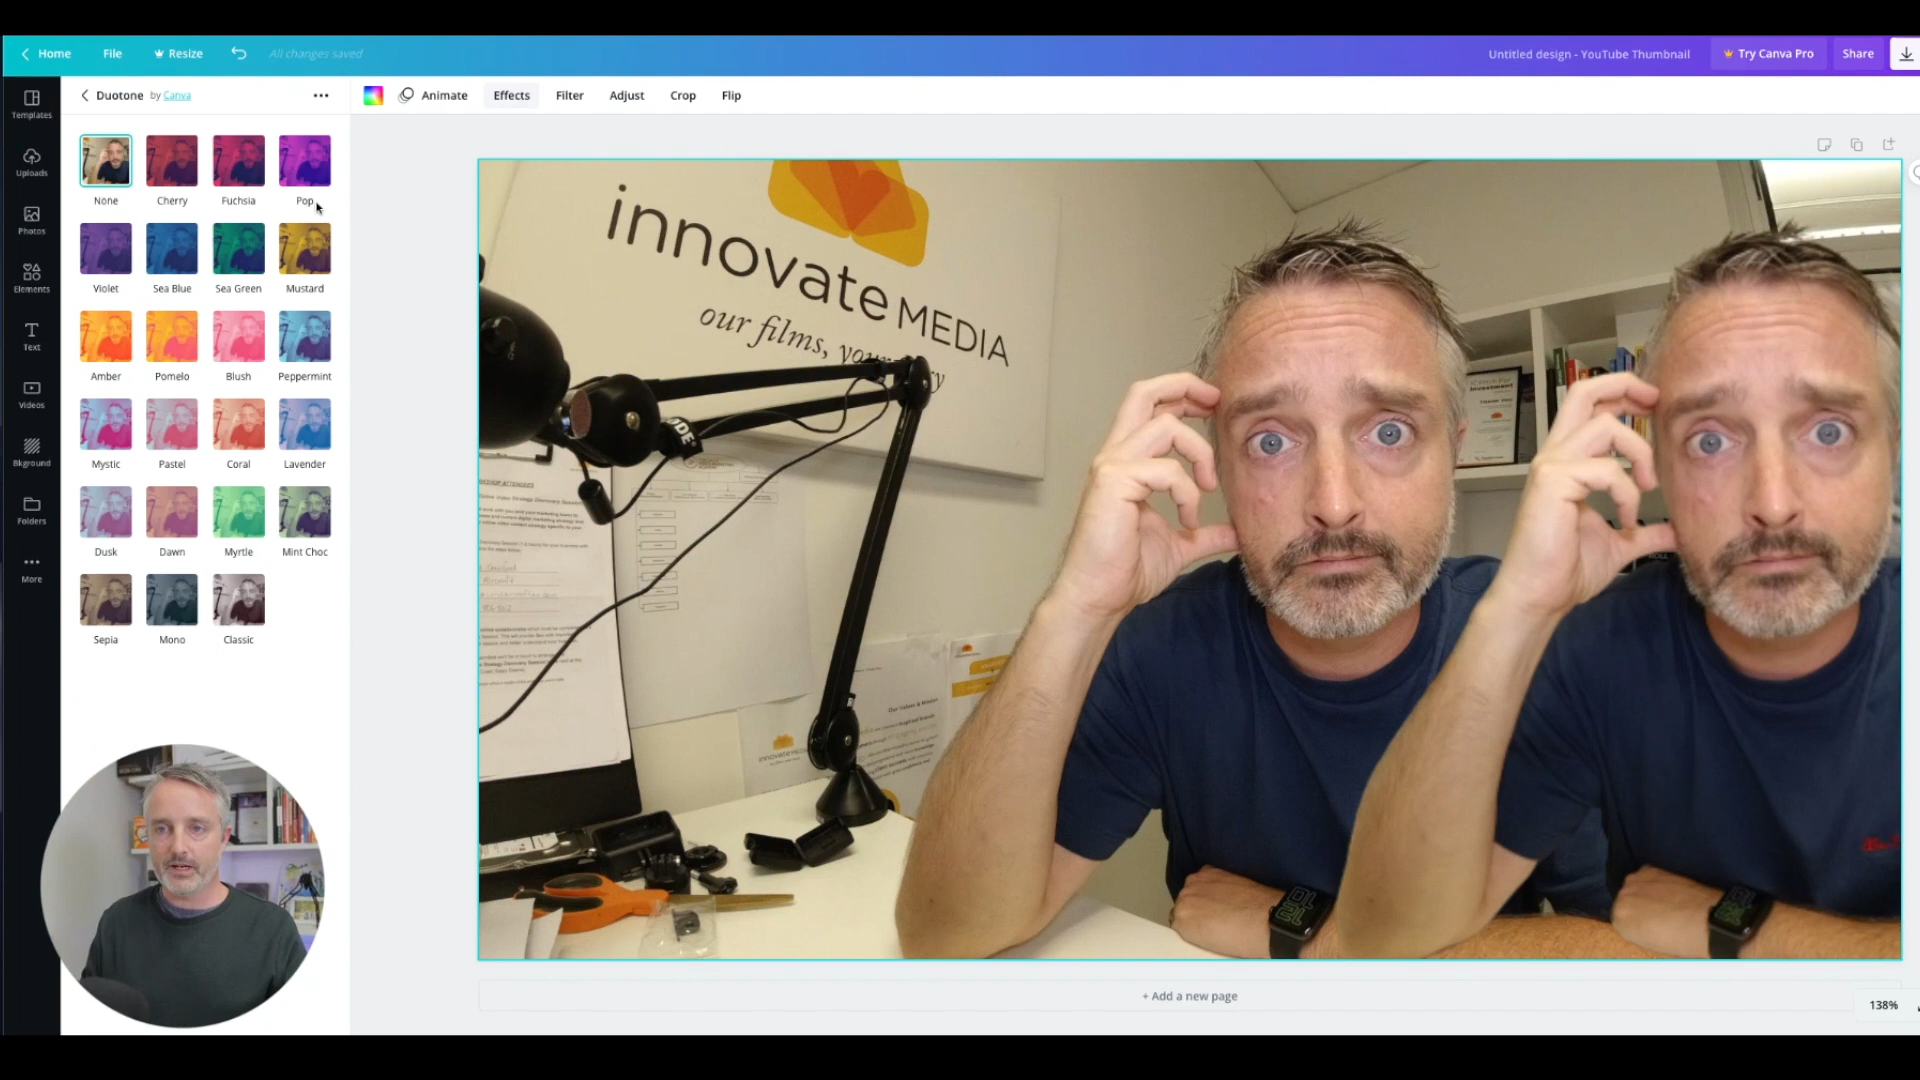 Home File Resize All changes saved Untitled design - YouTube Thumbnail Try Canva Pro Share
Duotone by Canva
Animate Effects Filter Adjust Crop Flip
Templates
Uploads
Photos
Elements
Text
Videos
Bkground
Folders
More
None Cherry Fuchsia Pop
Violet Sea Blue Sea Green Mustard
Amber Pomelo Blush Peppermint
Mystic Pastel Coral Lavender
Dusk Dawn Myrtle Mint Choc
Sepia Mono Classic
innovate MEDIA
our films,
Our Values & Mission
+ Add a new page
138%